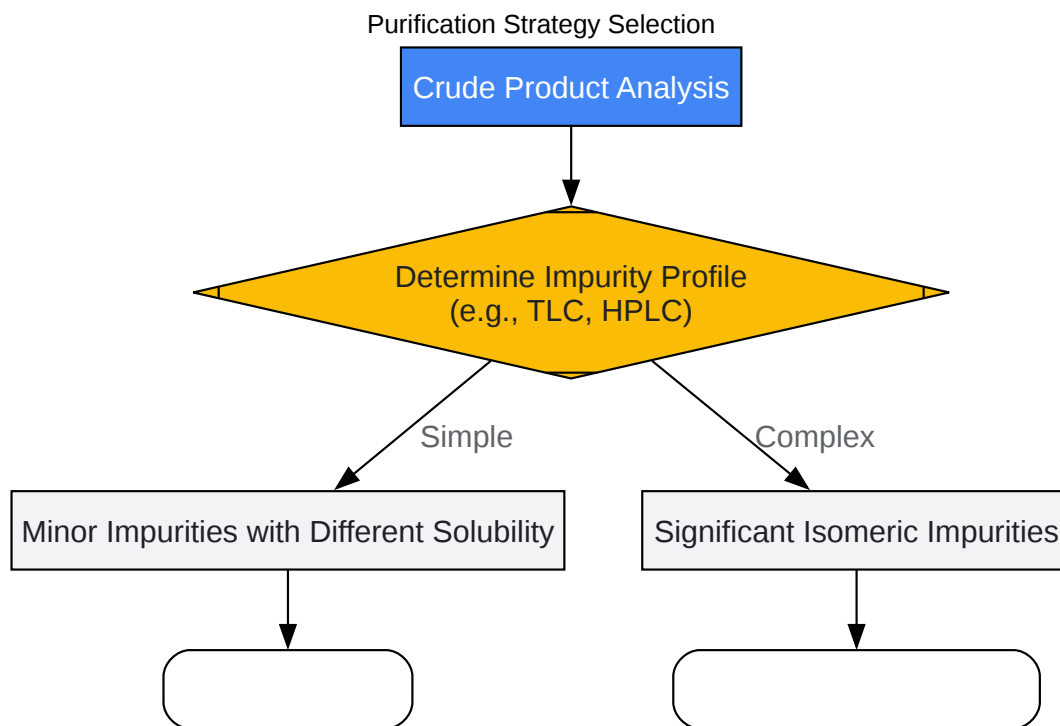 Purification Strategy Selection
Crude Product Analysis
Determine Impurity Profile
(e.g., TLC, HPLC)
Simple
Complex
Minor Impurities with Different Solubility
Significant Isomeric Impurities